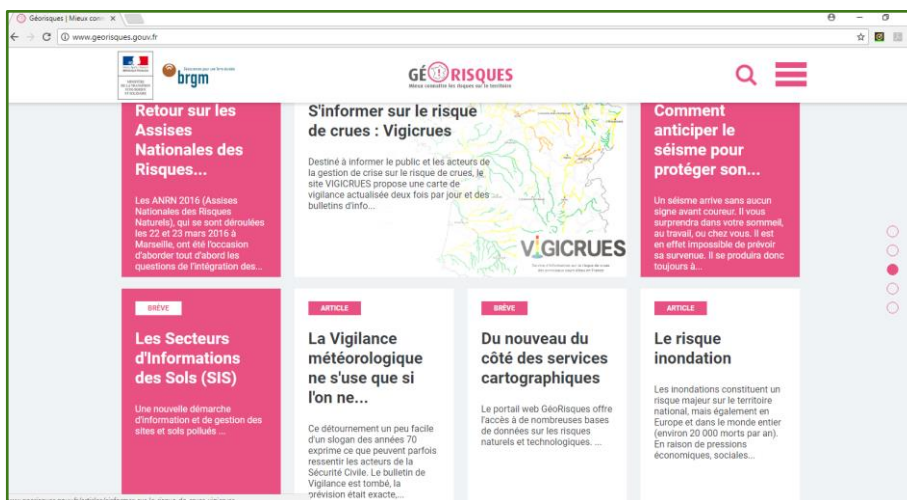 Géorisques | Mieux conn
www.georisques.gouv.fr
brgm
GÉORISQUES
Mieux connaître les risques sur le territoire
Retour sur les
Assises
Nationales des
Risques...
Les ANRN 2016 (Assises
Nationales des Risques
Naturels), qui se sont déroulées
les 22 et 23 mars 2016 à
Marseille, ont été l'occasion
d'aborder tout d'abord les
questions de l'intégration des...
S'informer sur le risque
de crues : Vigicrues
Destiné à informer le public et les acteurs de
la gestion de crise sur le risque de crues, le
site VIGICRUES propose une carte de
vigilance actualisée deux fois par jour et des
bulletins d'info...
VIGICRUES
Comment
anticiper le
séisme pour
protéger son...
Un séisme arrive sans aucun
signe avant coureur. Il vous
surprendra dans votre sommeil,
au travail, ou chez vous. Il est
en effet impossible de prévoir
sa survenue. Il se produira donc
toujours à...
BRÈVE
Les Secteurs
d'Informations
des Sols (SIS)
Une nouvelle démarche
d'information et de gestion des
sites et sols pollués ...
ARTICLE
La Vigilance
météorologique
ne s'use que si
l'on ne...
Ce détournement un peu facile
d'un slogan des années 70
exprime ce que peuvent parfois
ressentir les acteurs de la
Sécurité Civile. Le bulletin de
Vigilance est tombé, la
prévision était exacte,...
BRÈVE
Du nouveau du
côté des services
cartographiques
Le portail web GéoRisques offre
l'accès à de nombreuses bases
de données sur les risques
naturels et technologiques. ...
ARTICLE
Le risque
inondation
Les inondations constituent un
risque majeur sur le territoire
national, mais également en
Europe et dans le monde entier
(environ 20 000 morts par an).
En raison de pressions
économiques, sociales...